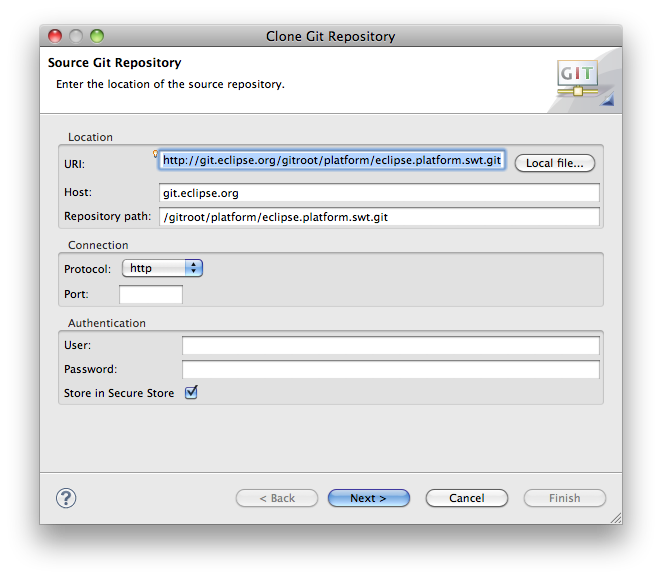 Clone Git Repository
Source Git Repository
Enter the location of the source repository.
GIT
Location
URI: http://git.eclipse.org/gitroot/platform/eclipse.platform.swt.git Local file...
Host: git.eclipse.org
Repository path: /gitroot/platform/eclipse.platform.swt.git
Connection
Protocol: http
Port:
Authentication
User:
Password:
Store in Secure Store
? < Back Next > Cancel Finish